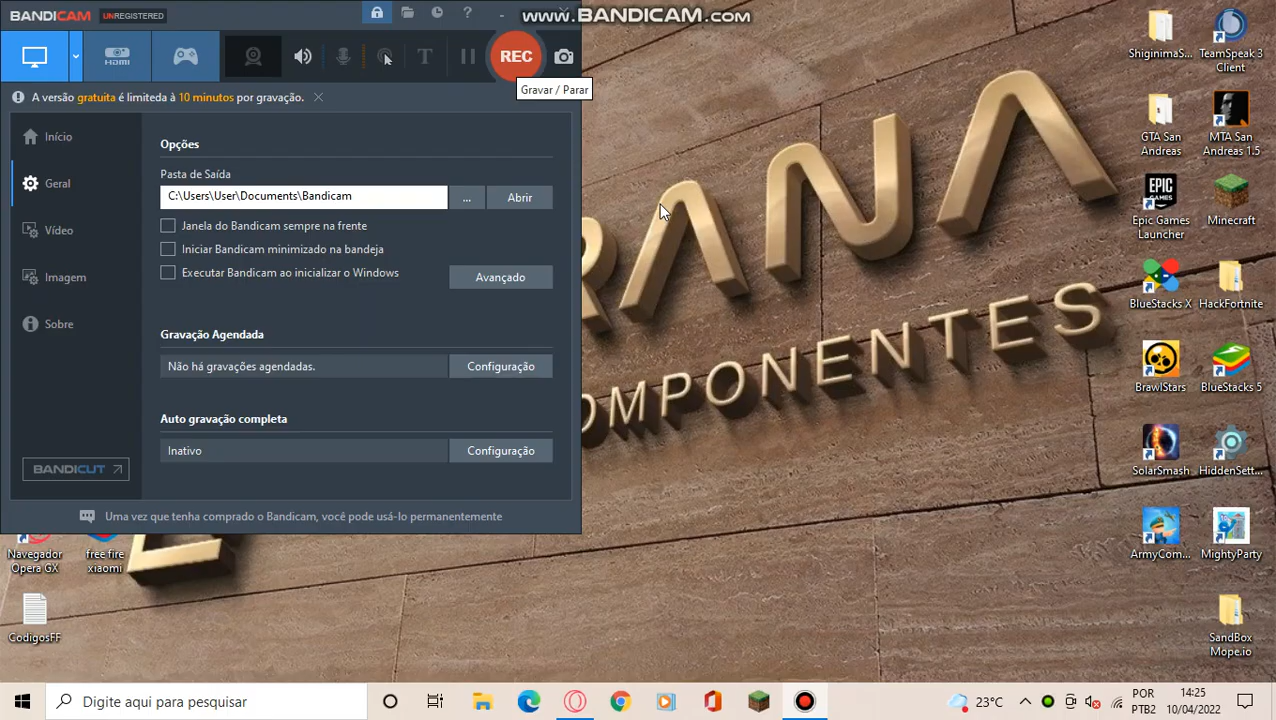 BANDICAM UNREGISTERED
www.BANDICAM.com
HDMI
T
REC
Gravar / Parar
A versão gratuita é limiteda à 10 minutos por gravação.
Início
Geral
Vídeo
Imagem
Sobre
BANDICUT
Opções
Pasta de Saída
C:\Users\User\Documents\Bandicam
...
Abrir
Janela do Bandicam sempre na frente
Iniciar Bandicam minimizado na bandeja
Executar Bandicam ao inicializar o Windows
Avançado
Gravação Agendada
Não há gravações agendadas.
Configuração
Auto gravação completa
Inativo
Configuração
Uma vez que tenha comprado o Bandicam, você pode usá-lo permanentemente
RANA
OMPONENTES
ShiginimaS...
TeamSpeak 3
Client
GTA San
Andreas
MTA San
Andreas 1.5
EPIC
GAMES
Epic Games
Launcher
Minecraft
BlueStacks X
HackFortnite
BrawlStars
BlueStacks 5
SolarSmash
HiddenSett...
ArmyCom...
MightyParty
SandBox
Mope.io
Navegador
Opera GX
free fire
xiaomi
CodigosFF
Digite aqui para pesquisar
23°C
POR
PTB2
14:25
10/04/2022